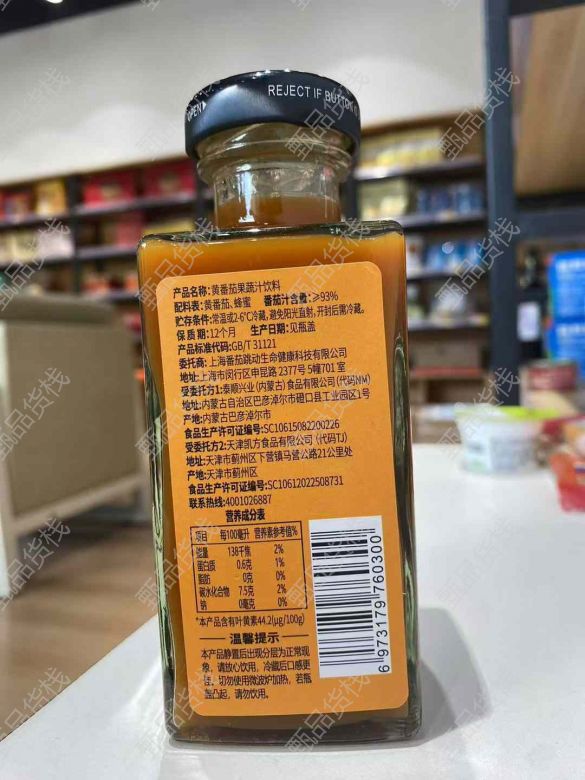 OPEN▶
REJECT IF BUTTON
产品名称:黄番茄果蔬汁饮料
配料表:黄番茄、蜂蜜 番茄汁含量:≥93%
贮存条件:常温或2-6℃冷藏,避免阳光直射,开封后需冷藏。
保质期:12个月 生产日期:见瓶盖
产品标准代码:GB/T 31121
委托商:上海番茄跳动生命健康科技有限公司
地址:上海市闵行区申昆路2377号5幢701室
受委托方1:泰顺兴业(内蒙古)食品有限公司(代码NM)
地址:内蒙古自治区巴彦淖尔市磴口县工业园区1号
产地:内蒙古巴彦淖尔市
食品生产许可证编号:SC10615082200226
受委托方2:天津凯方食品有限公司(代码TJ)
地址:天津市蓟州区下营镇马营公路21公里处
产地:天津市蓟州区
食品生产许可证编号:SC10612022508731
联系热线:4001026887
营养成分表
项目 每100毫升 营养素参考值%
能量 138千焦 2%
蛋白质 0.6克 1%
脂肪 0克 0%
碳水化合物 7.5克 2%
钠 0毫克 0%
*本产品含有叶黄素44.2(μg/100g)
温馨提示
本产品静置后出现分层为正常现
象,请放心饮用,冷藏后口感更
佳,切勿使用微波炉加热,若瓶
盖凸起,请勿饮用。
6 973179 760300
甄品货栈